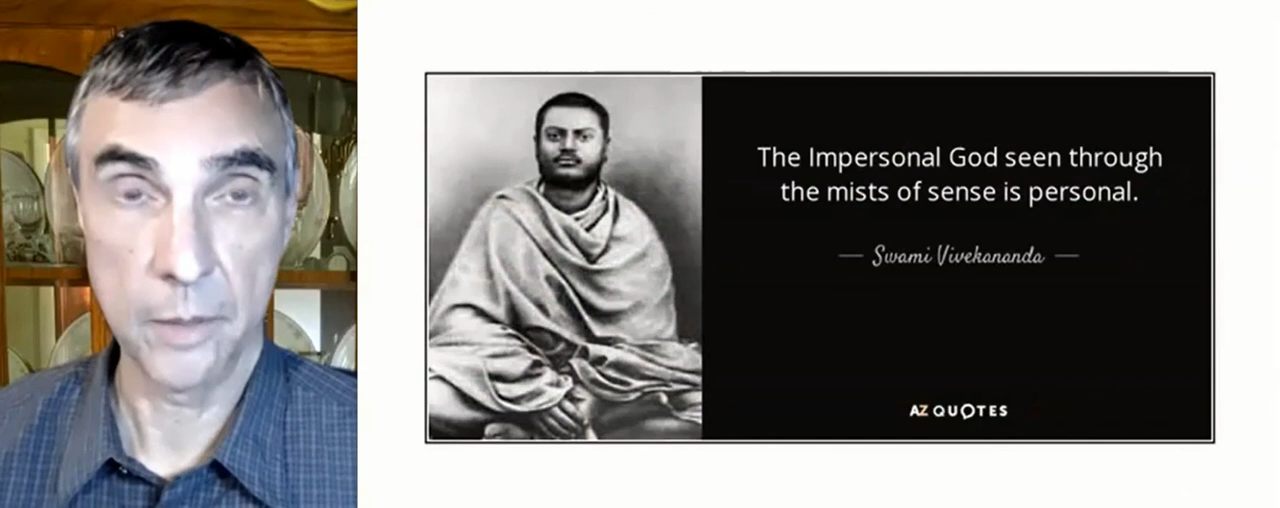 The Impersonal God seen through
the mists of sense is personal.
— Swami Vivekananda —
AZ QUOTES